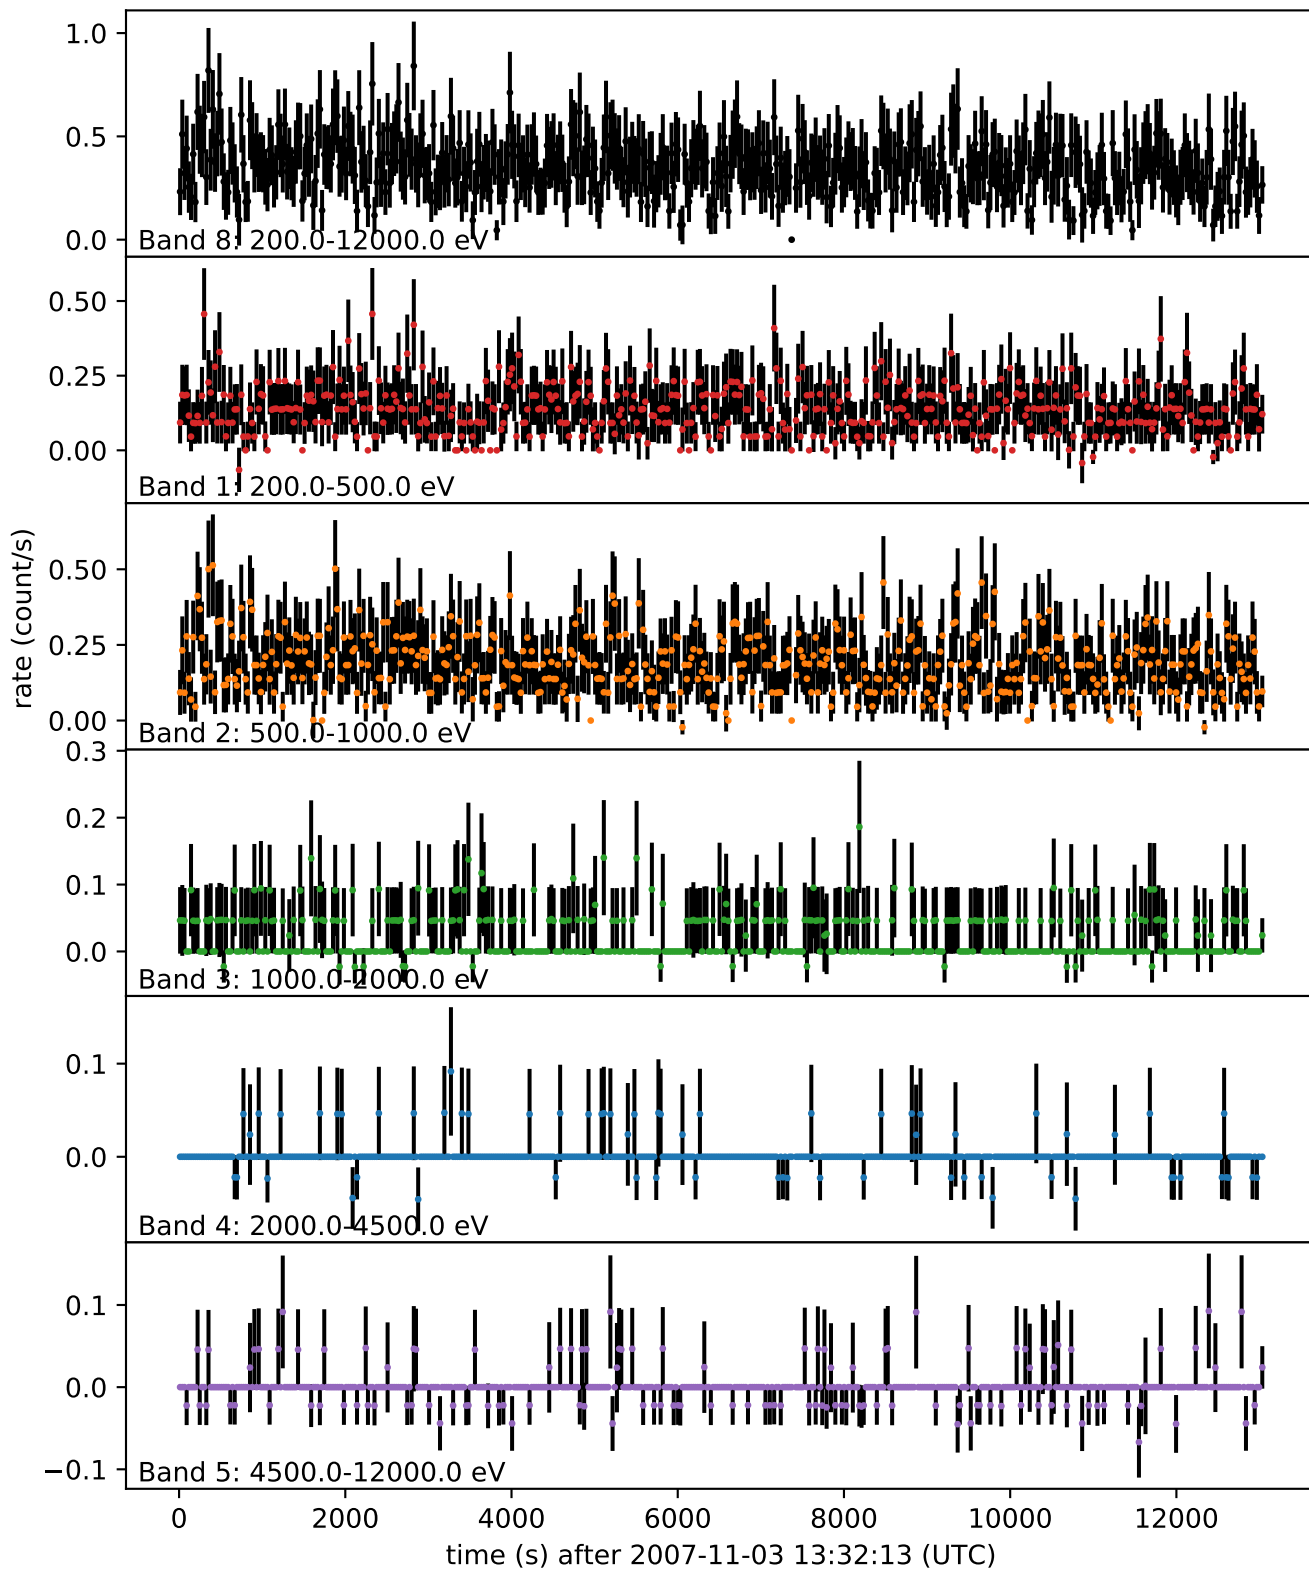 1.0
0.5
0.0
Band 8: 200.0-12000.0 eV
0.50
0.25
0.00
Band 1: 200.0-500.0 eV
rate (count/s)
0.50
0.25
0.00
Band 2: 500.0-1000.0 eV
0.3
0.2
0.1
0.0
Band 3: 1000.0-2000.0 eV
0.1
0.0
Band 4: 2000.0-4500.0 eV
0.1
0.0
−0.1
Band 5: 4500.0-12000.0 eV
0 2000 4000 6000 8000 10000 12000
time (s) after 2007-11-03 13:32:13 (UTC)